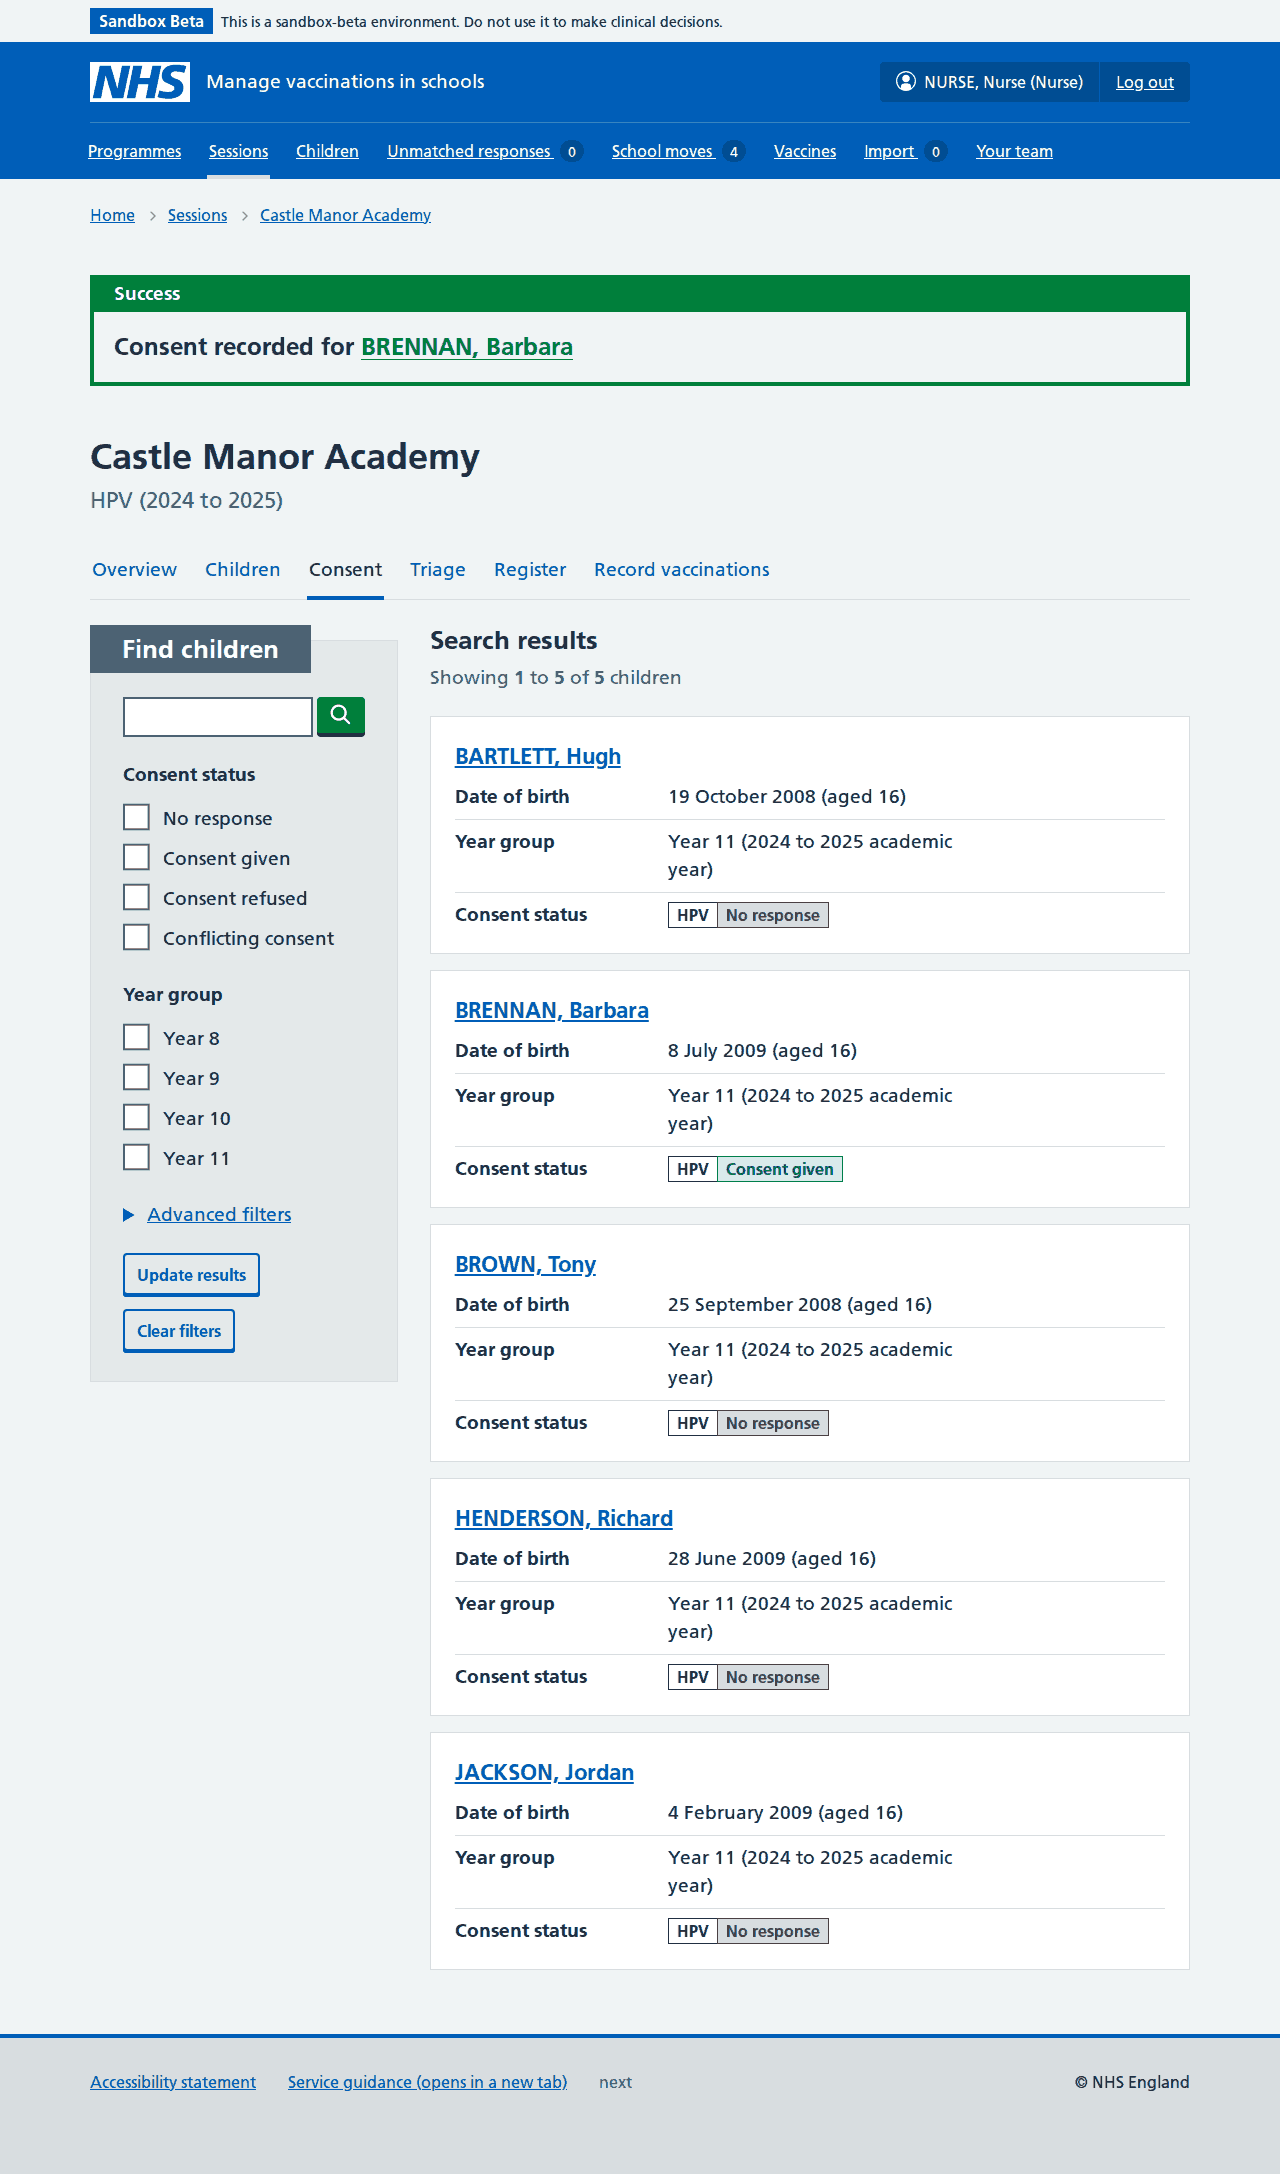 Sandbox Beta This is a sandbox-beta environment. Do not use it to make clinical decisions.
NHS Manage vaccinations in schools NURSE, Nurse (Nurse) Log out
Programmes Sessions Children Unmatched responses 0 School moves 4 Vaccines Import 0 Your team
Home Sessions Castle Manor Academy
Success
Consent recorded for BRENNAN, Barbara
Castle Manor Academy
HPV (2024 to 2025)
Overview Children Consent Triage Register Record vaccinations
Find children
Consent status
No response
Consent given
Consent refused
Conflicting consent
Year group
Year 8
Year 9
Year 10
Year 11
Advanced filters
Update results
Clear filters
Search results
Showing 1 to 5 of 5 children
BARTLETT, Hugh
Date of birth 19 October 2008 (aged 16)
Year group Year 11 (2024 to 2025 academic
year)
Consent status HPV No response
BRENNAN, Barbara
Date of birth 8 July 2009 (aged 16)
Year group Year 11 (2024 to 2025 academic
year)
Consent status HPV Consent given
BROWN, Tony
Date of birth 25 September 2008 (aged 16)
Year group Year 11 (2024 to 2025 academic
year)
Consent status HPV No response
HENDERSON, Richard
Date of birth 28 June 2009 (aged 16)
Year group Year 11 (2024 to 2025 academic
year)
Consent status HPV No response
JACKSON, Jordan
Date of birth 4 February 2009 (aged 16)
Year group Year 11 (2024 to 2025 academic
year)
Consent status HPV No response
Accessibility statement Service guidance (opens in a new tab) next © NHS England